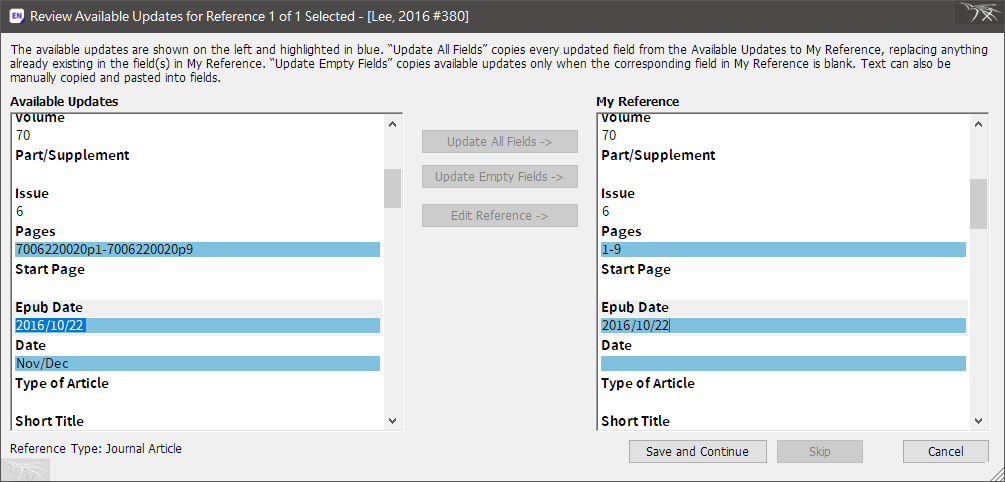 EN Review Available Updates for Reference 1 of 1 Selected - [Lee, 2016 #380]
The available updates are shown on the left and highlighted in blue. “Update All Fields” copies every updated field from the Available Updates to My Reference, replacing anything
already existing in the field(s) in My Reference. “Update Empty Fields” copies available updates only when the corresponding field in My Reference is blank. Text can also be
manually copied and pasted into fields.
Available Updates
Volume
70
Part/Supplement
Issue
6
Pages
7006220020p1-7006220020p9
Start Page
Epub Date
2016/10/22
Date
Nov/Dec
Type of Article
Short Title
Update All Fields ->
Update Empty Fields ->
Edit Reference ->
My Reference
Volume
70
Part/Supplement
Issue
6
Pages
1-9
Start Page
Epub Date
2016/10/22
Date
Type of Article
Short Title
Reference Type: Journal Article
Save and Continue
Skip
Cancel